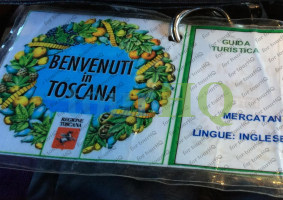 BENVENUTI
in
TOSCANA
REGIONE
TOSCANA
GUIDA
TURISTICA
MERCATAN
LINGUE: INGLESE